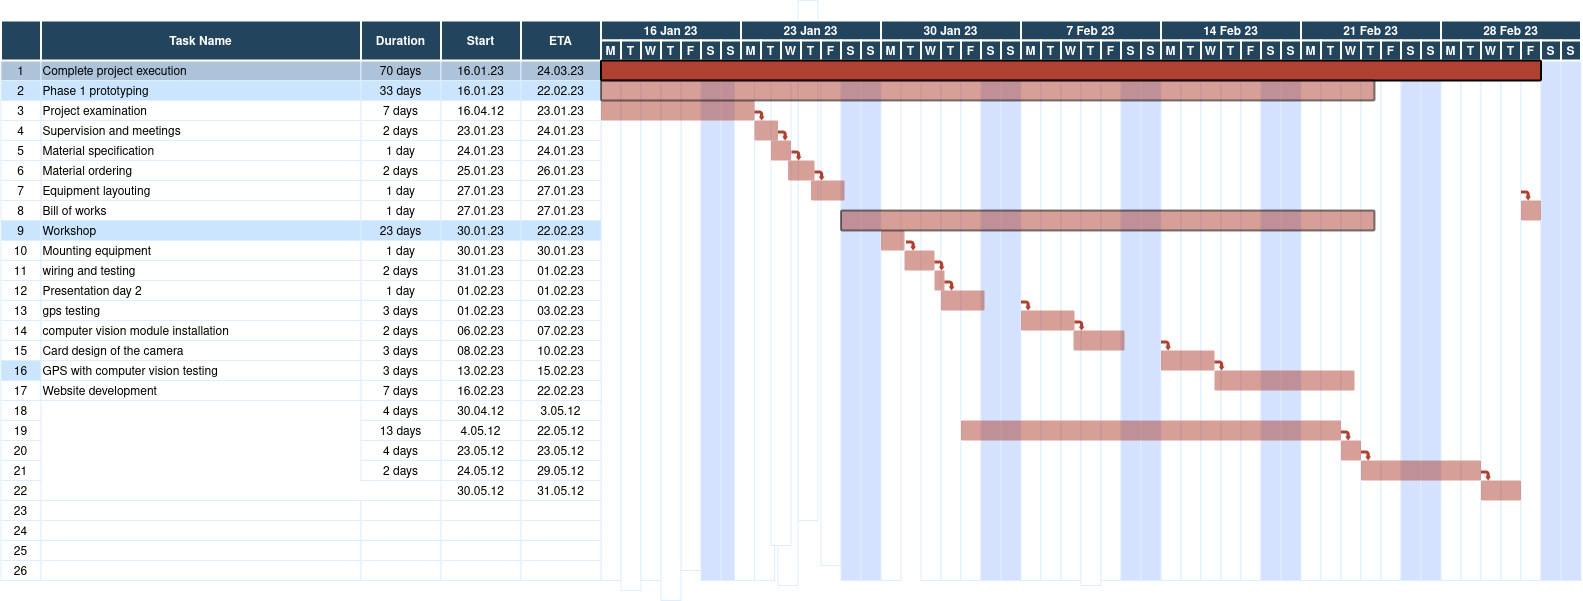 Task Name Duration Start ETA 16 Jan 23 23 Jan 23 30 Jan 23 7 Feb 23 14 Feb 23 21 Feb 23 28 Feb 23
M T W T F S S M T W T F S S M T W T F S S M T W T F S S M T W T F S S M T W T F S S M T W T F S S
1 Complete project execution 70 days 16.01.23 24.03.23
2 Phase 1 prototyping 33 days 16.01.23 22.02.23
3 Project examination 7 days 16.04.12 23.01.23
4 Supervision and meetings 2 days 23.01.23 24.01.23
5 Material specification 1 day 24.01.23 24.01.23
6 Material ordering 2 days 25.01.23 26.01.23
7 Equipment layouting 1 day 27.01.23 27.01.23
8 Bill of works 1 day 27.01.23 27.01.23
9 Workshop 23 days 30.01.23 22.02.23
10 Mounting equipment 1 day 30.01.23 30.01.23
11 wiring and testing 2 days 31.01.23 01.02.23
12 Presentation day 2 1 day 01.02.23 01.02.23
13 gps testing 3 days 01.02.23 03.02.23
14 computer vision module installation 2 days 06.02.23 07.02.23
15 Card design of the camera 3 days 08.02.23 10.02.23
16 GPS with computer vision testing 3 days 13.02.23 15.02.23
17 Website development 7 days 16.02.23 22.02.23
18 4 days 30.04.12 3.05.12
19 13 days 4.05.12 22.05.12
20 4 days 23.05.12 23.05.12
21 2 days 24.05.12 29.05.12
22 30.05.12 31.05.12
23
24
25
26